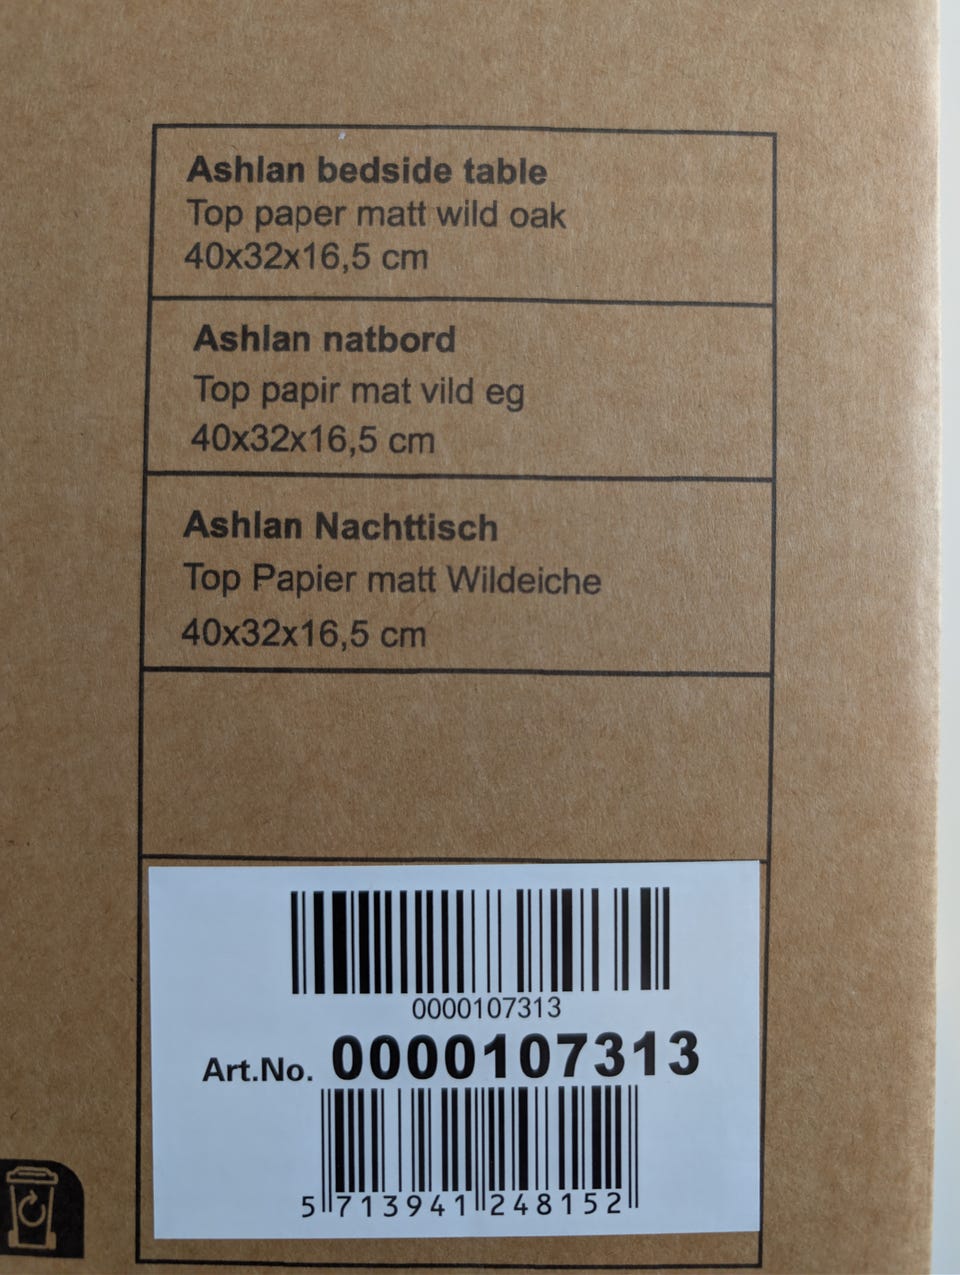 Ashlan bedside table
Top paper matt wild oak
40x32x16,5 cm
Ashlan natbord
Top papir mat vild eg
40x32x16,5 cm
Ashlan Nachttisch
Top Papier matt Wildeiche
40x32x16,5 cm
0000107313
Art.No. 0000107313
5 713941 248152